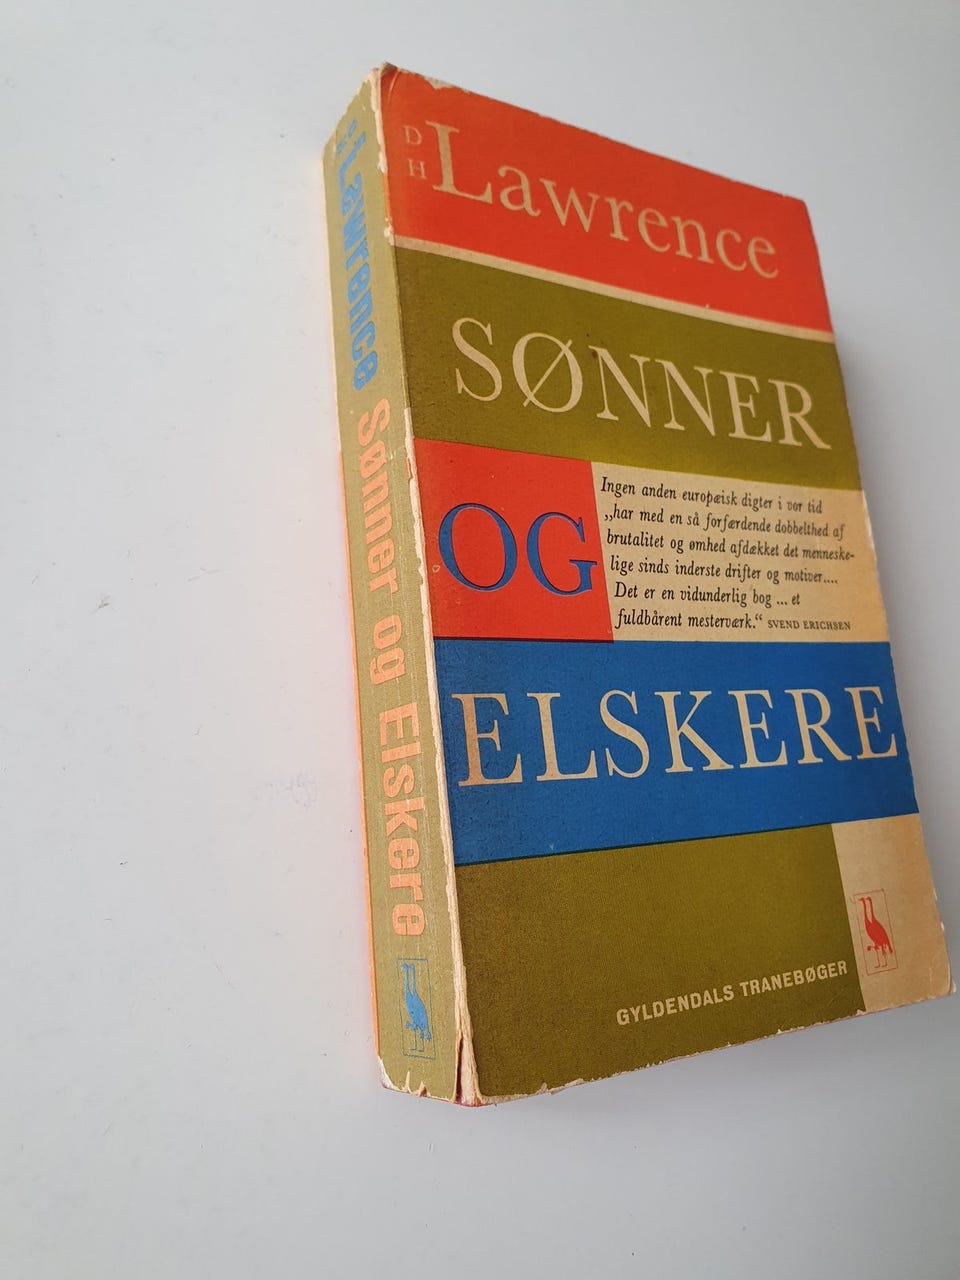 D H Lawrence
SØNNER
OG
Ingen anden europæisk digter i vor tid
„har med en så forfærdende dobbelthed af
brutalitet og ømhed afdækket det menneske-
lige sinds inderste drifter og motiver....
Det er en vidunderlig bog ... et
fuldbårent mesterværk.“ SVEND ERICHSEN
ELSKERE
GYLDENDALS TRANEBØGER
D H Lawrence Sønner og Elskere